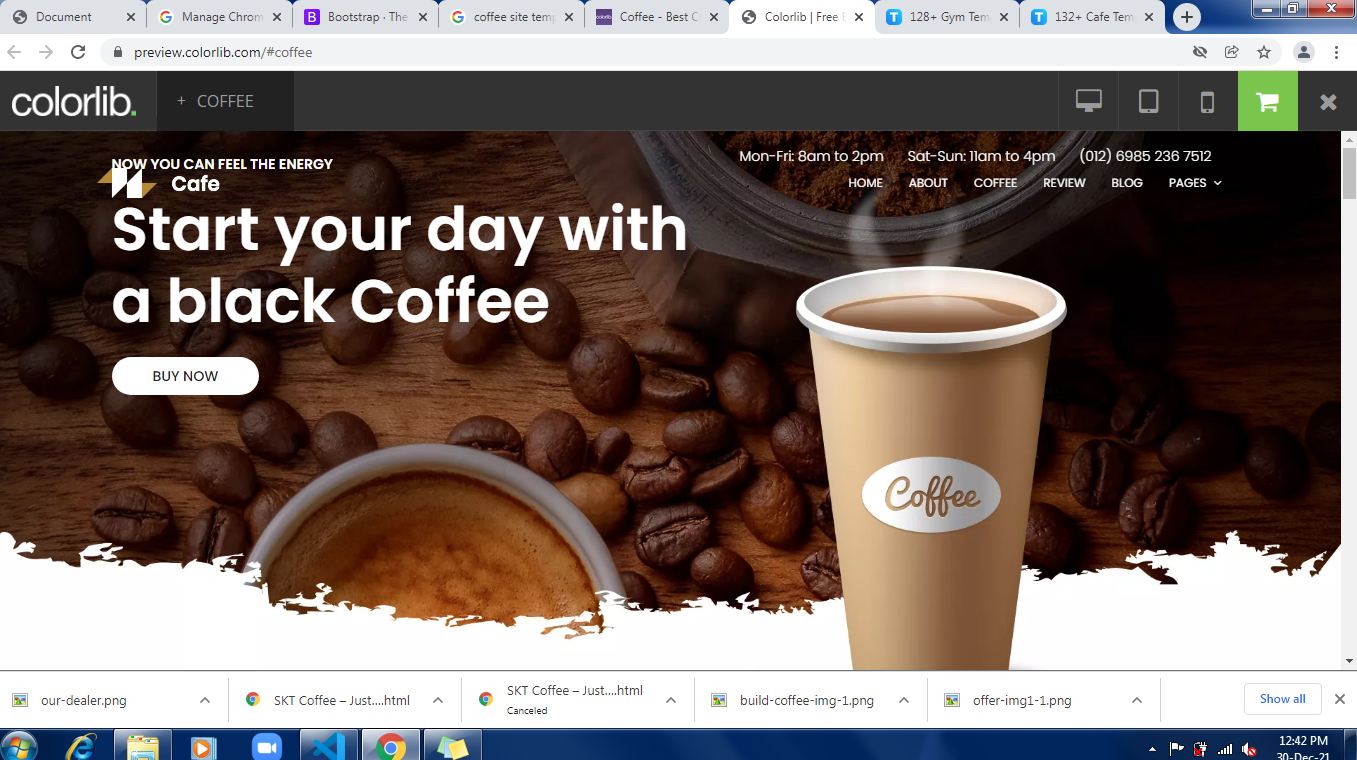 Document
Manage Chrom
Bootstrap · The
coffee site temp
Coffee - Best C
Colorlib | Free B
128+ Gym Tem
132+ Cafe Tem
preview.colorlib.com/#coffee
colorlib.
+ COFFEE
NOW YOU CAN FEEL THE ENERGY
Mon-Fri: 8am to 2pm Sat-Sun: 11am to 4pm (012) 6985 236 7512
Cafe
HOME ABOUT COFFEE REVIEW BLOG PAGES
Start your day with
a black Coffee
BUY NOW
Coffee
our-dealer.png
SKT Coffee – Just....html
SKT Coffee – Just....html
Canceled
build-coffee-img-1.png
offer-img1-1.png
Show all
12:42 PM
30-Dec-21